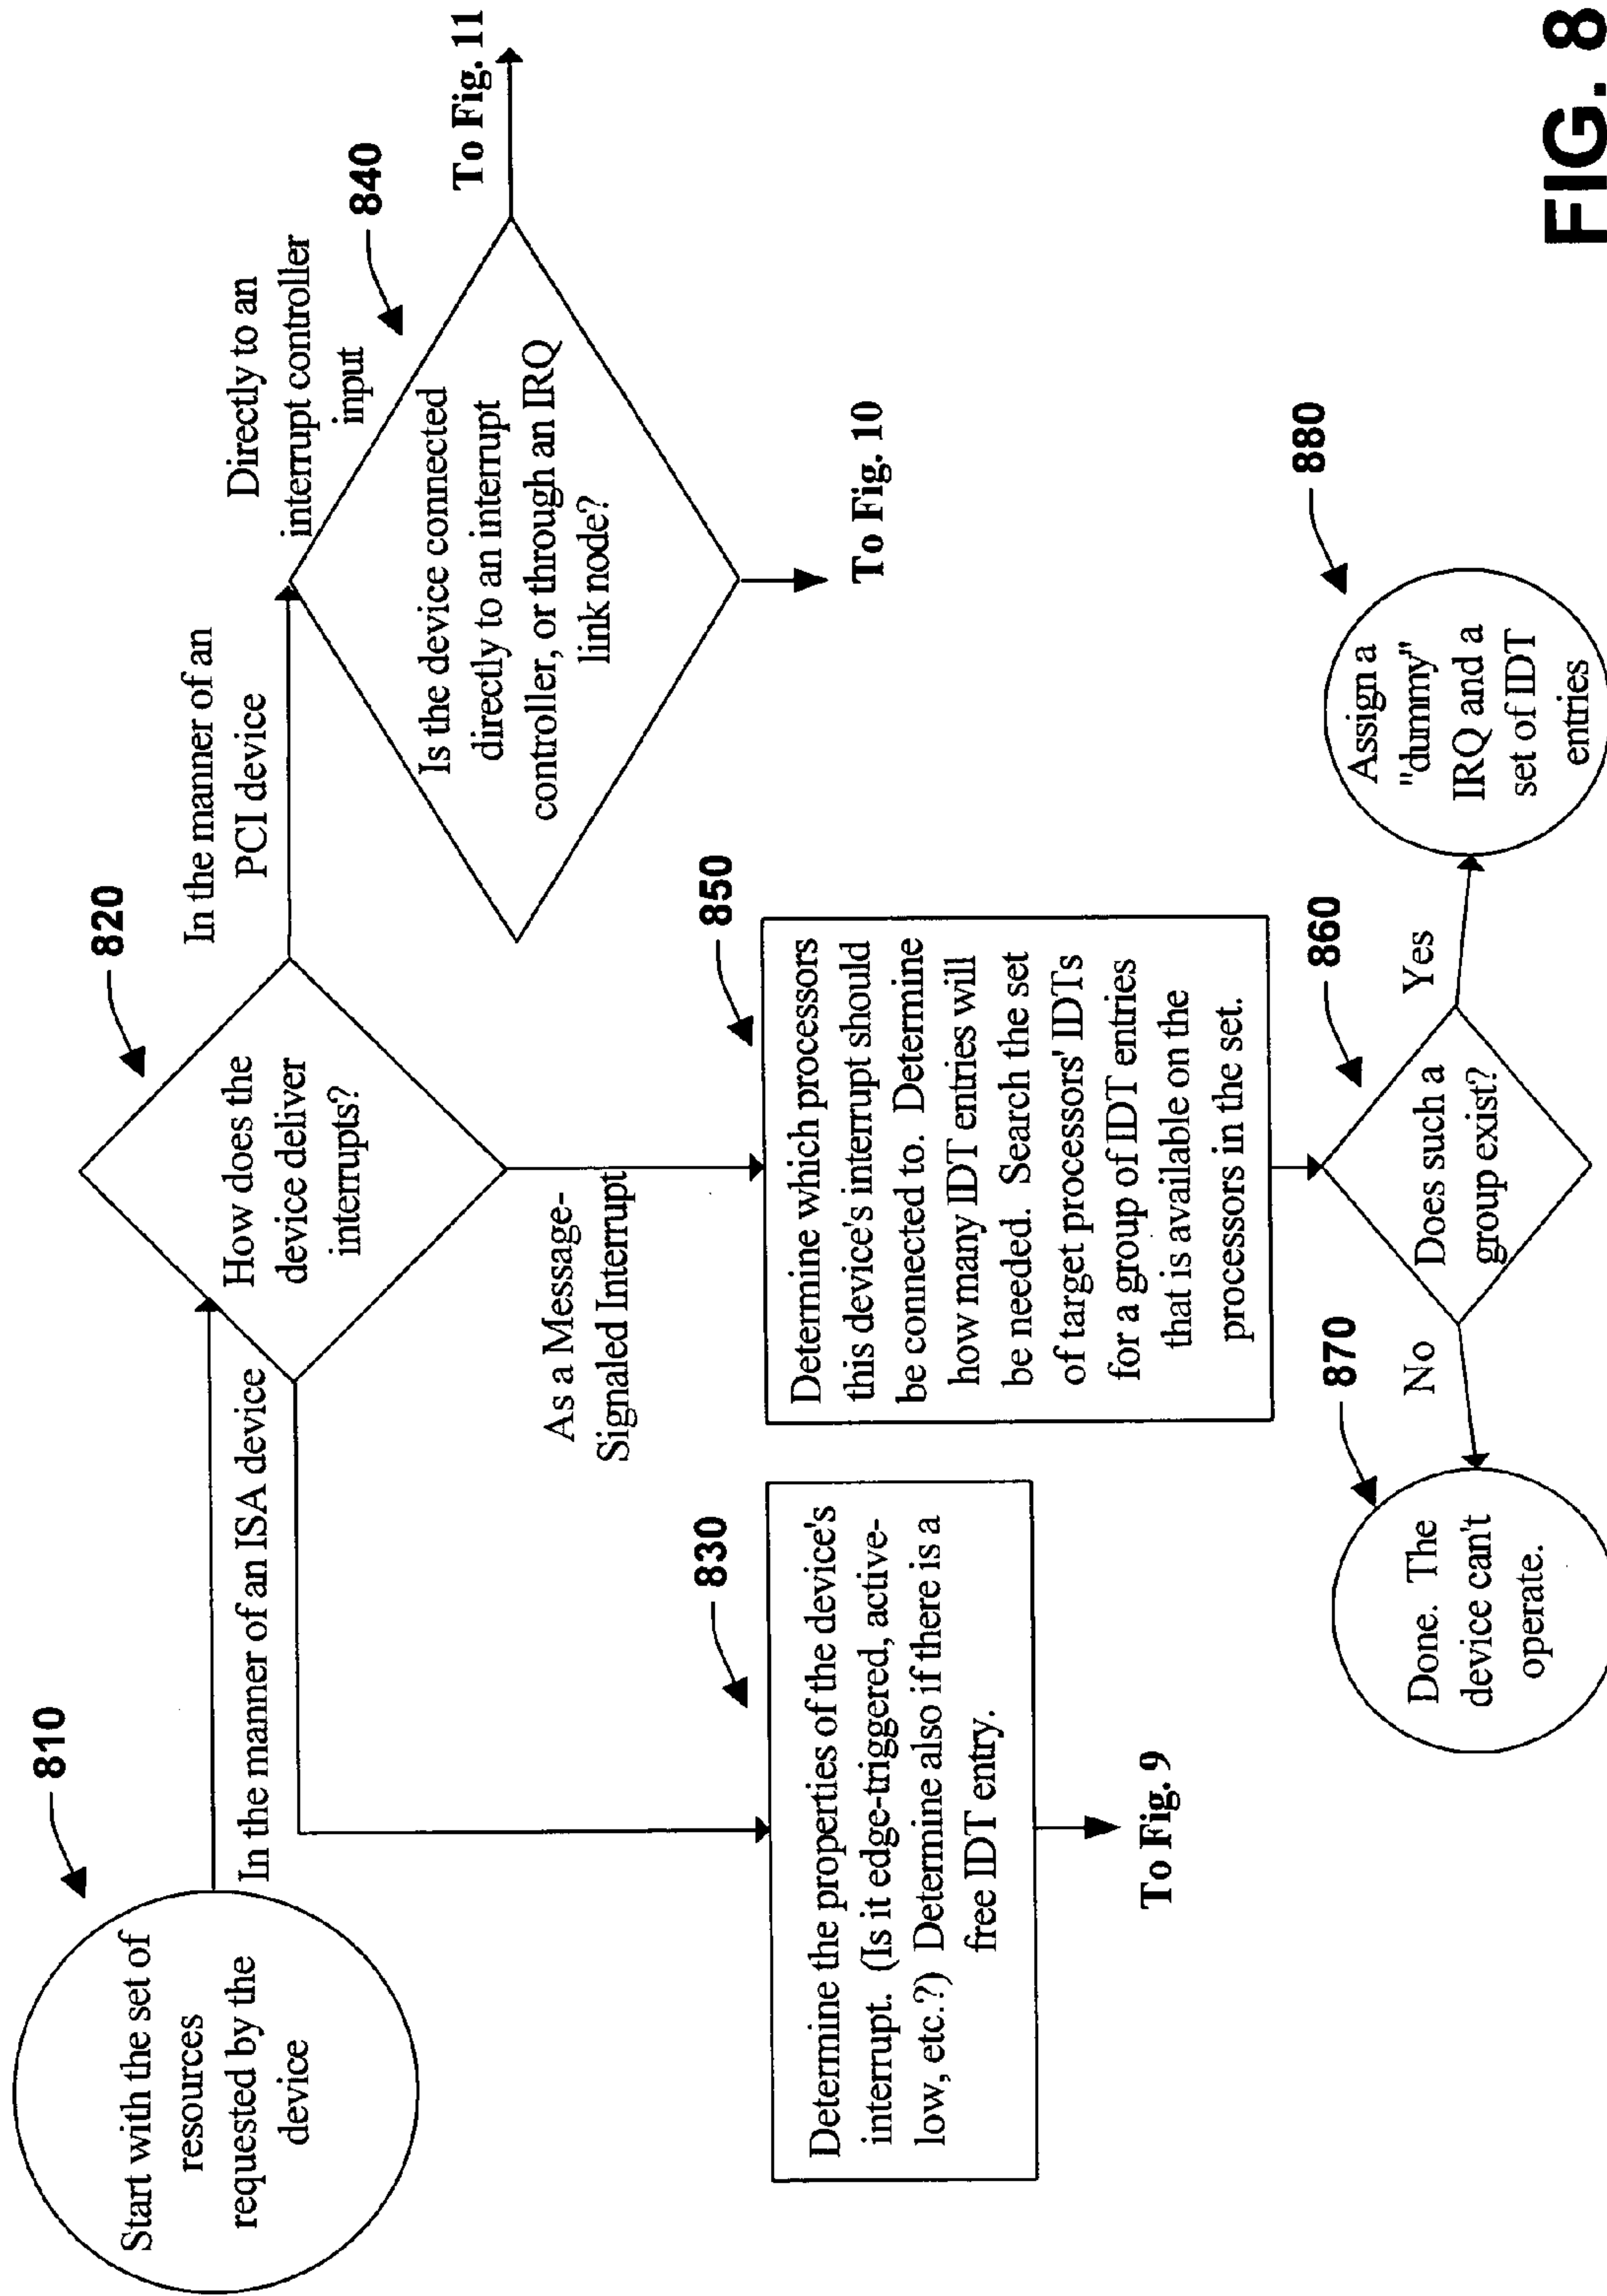 810
Start with the set of
resources
requested by the
device
In the manner of an ISA device
820
How does the
device deliver
interrupts?
In the manner of an
PCI device
Directly to an
interrupt controller
input
840
Is the device connected
directly to an interrupt
controller, or through an IRQ
link node?
To Fig. 11
To Fig. 10
As a Message-
Signaled Interrupt
830
Determine the properties of the device's
interrupt. (Is it edge-triggered, active-
low, etc.?) Determine also if there is a
free IDT entry.
To Fig. 9
850
Determine which processors
this device's interrupt should
be connected to. Determine
how many IDT entries will
be needed. Search the set
of target processors' IDTs
for a group of IDT entries
that is available on the
processors in the set.
860
Does such a
group exist?
No
Yes
870
Done. The
device can't
operate.
880
Assign a
"dummy"
IRQ and a
set of IDT
entries
FIG. 8